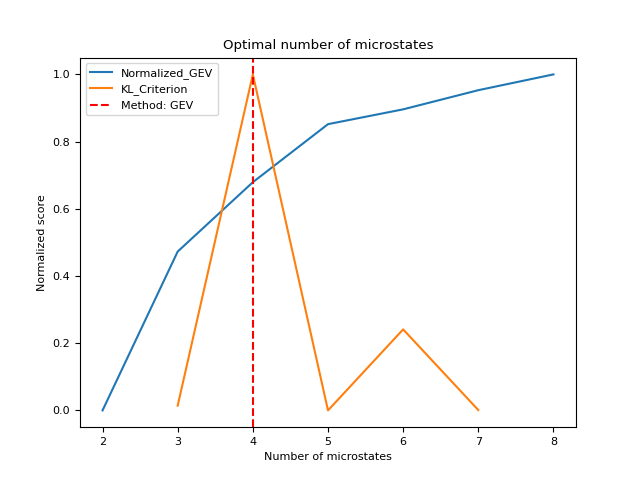 Optimal number of microstates
Normalized_GEV
KL_Criterion
Method: GEV
Normalized score
1.0
0.8
0.6
0.4
0.2
0.0
2 3 4 5 6 7 8
Number of microstates